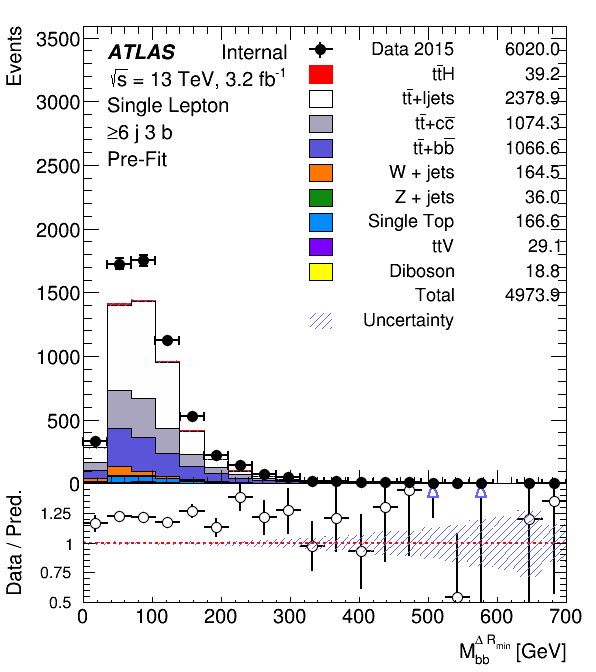 Events
3500
3000
2500
2000
1500
1000
500
0
ATLAS Internal
√s = 13 TeV, 3.2 fb⁻¹
Single Lepton
≥6 j 3 b
Pre-Fit
Data 2015 6020.0
tt̄H 39.2
tt̄+ljets 2378.9
tt̄+cc̄ 1074.3
tt̄+bb̄ 1066.6
W + jets 164.5
Z + jets 36.0
Single Top 166.6
ttV 29.1
Diboson 18.8
Total 4973.9
Uncertainty
Data / Pred.
1.25
1
0.75
0.5
0 100 200 300 400 500 600 700
M_bb^{Δ R_min} [GeV]